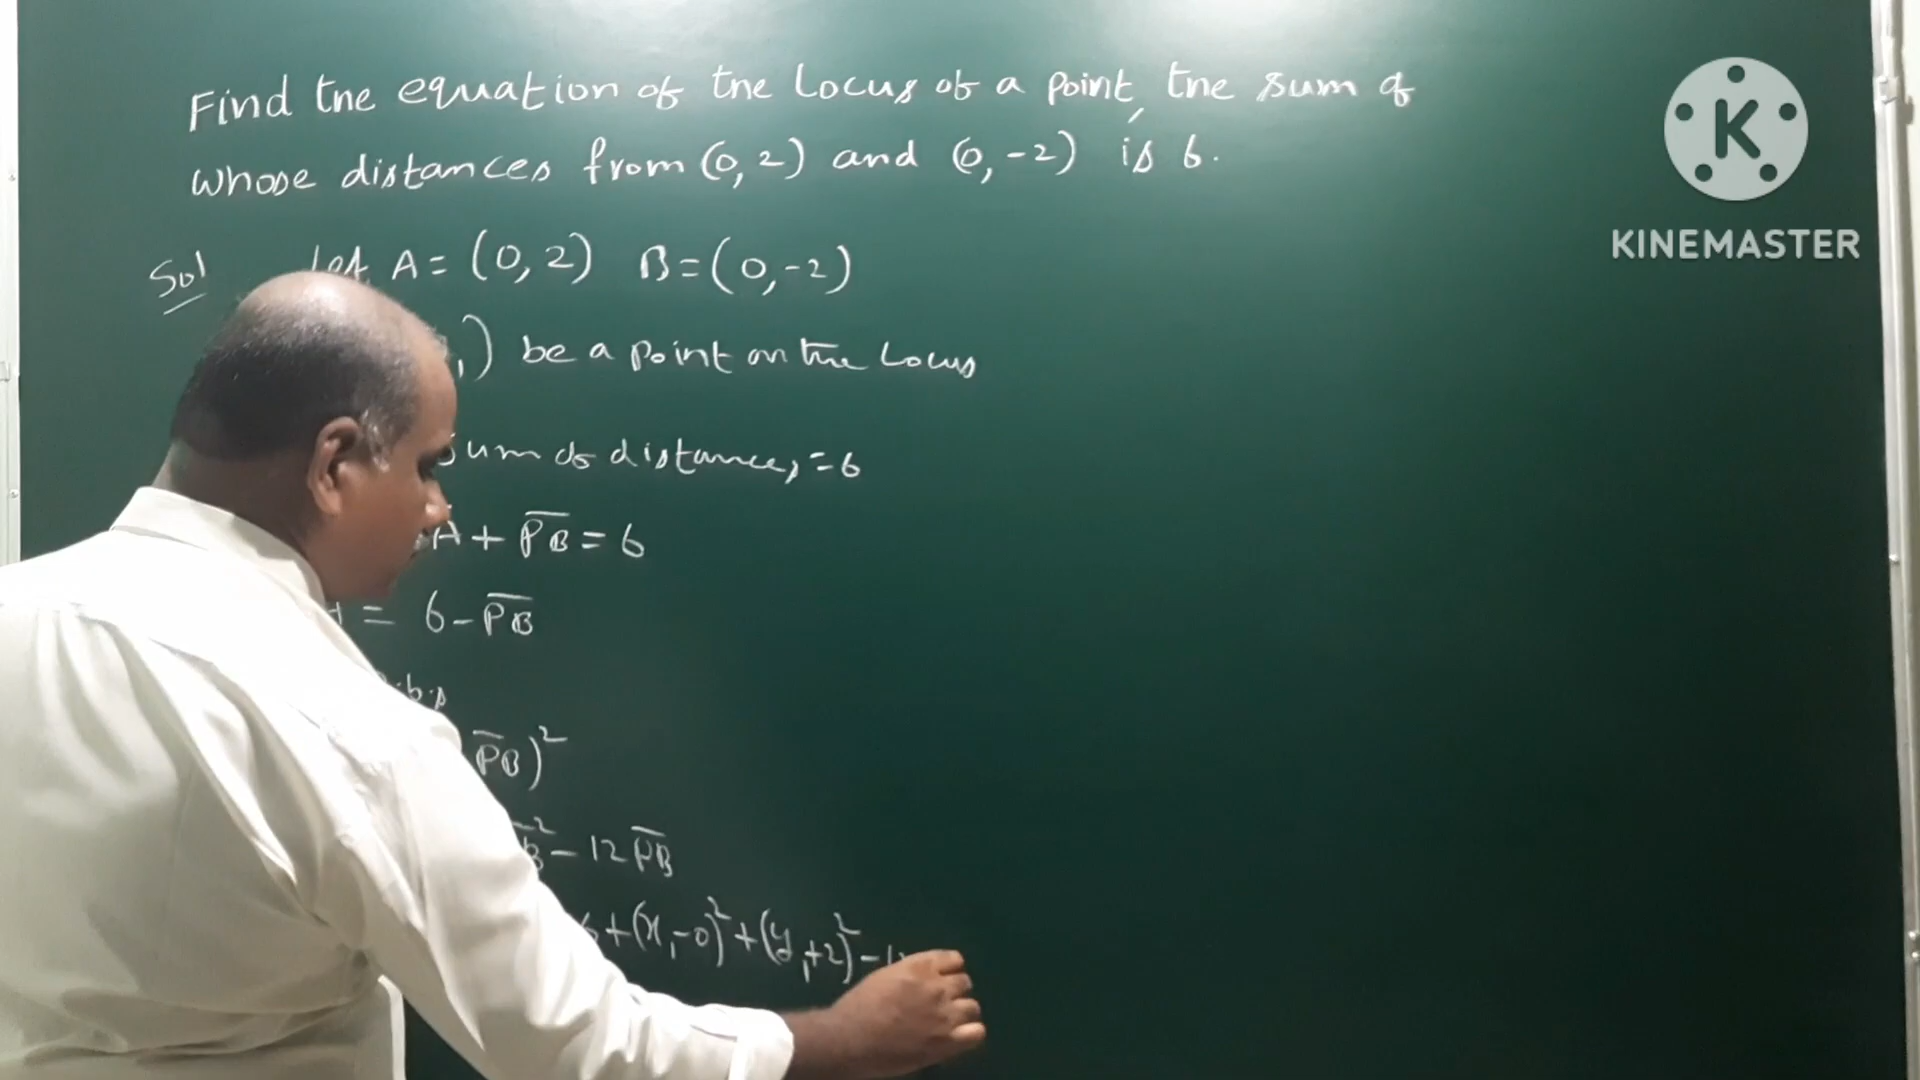 Find the equation of the Locus of a point, the sum of
whose distances from (0, 2) and (0, -2) is 6.
K
KINEMASTER
Sol Let A = (0, 2) B = (0, -2)
) be a point on the Locus
sum of distances = 6
A + PB = 6
= 6 - PB
b.s
PB)²
B² - 12 PB
+ (x₁ - 0)² + (y₁ + 2)² -